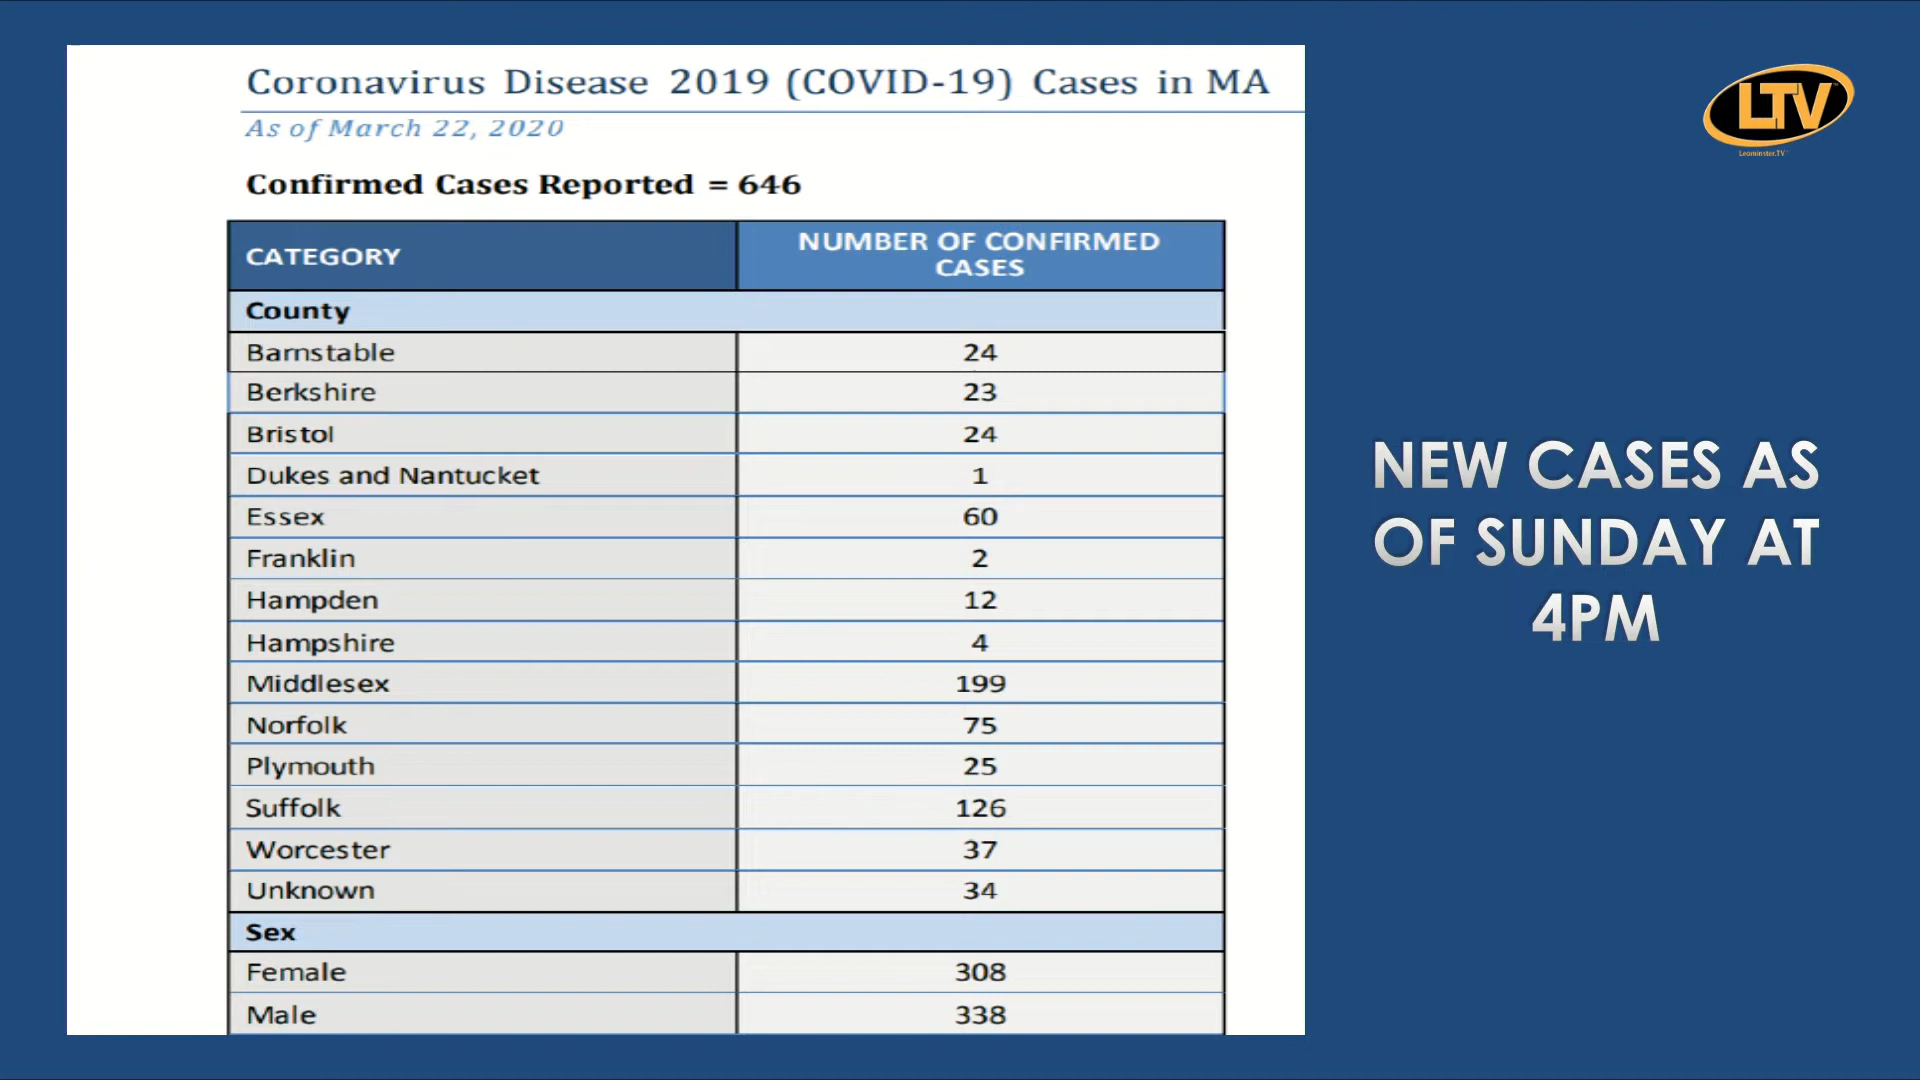 Coronavirus Disease 2019 (COVID-19) Cases in MA
As of March 22, 2020
Confirmed Cases Reported = 646
CATEGORY NUMBER OF CONFIRMED CASES
County
Barnstable 24
Berkshire 23
Bristol 24
Dukes and Nantucket 1
Essex 60
Franklin 2
Hampden 12
Hampshire 4
Middlesex 199
Norfolk 75
Plymouth 25
Suffolk 126
Worcester 37
Unknown 34
Sex
Female 308
Male 338
LTV
Leominster.TV
NEW CASES AS
OF SUNDAY AT
4PM